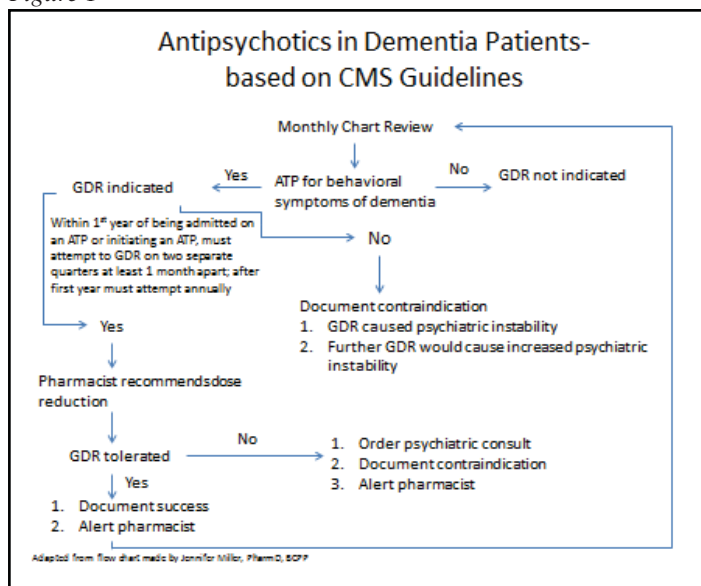 Figure 1
Antipsychotics in Dementia Patients-
based on CMS Guidelines
Monthly Chart Review
Yes
ATP for behavioral
symptoms of dementia
No
GDR not indicated
GDR indicated
Within 1st year of being admitted on
an ATP or initiating an ATP, must
attempt to GDR on two separate
quarters at least 1 month apart; after
first year must attempt annually
No
Document contraindication
1. GDR caused psychiatric instability
2. Further GDR would cause increased psychiatric
instability
Yes
Pharmacist recommendsdose
reduction
GDR tolerated
No
1. Order psychiatric consult
2. Document contraindication
3. Alert pharmacist
Yes
1. Document success
2. Alert pharmacist
Adapted from flow chart made by Jennifer Miller, PharmD, BCPP